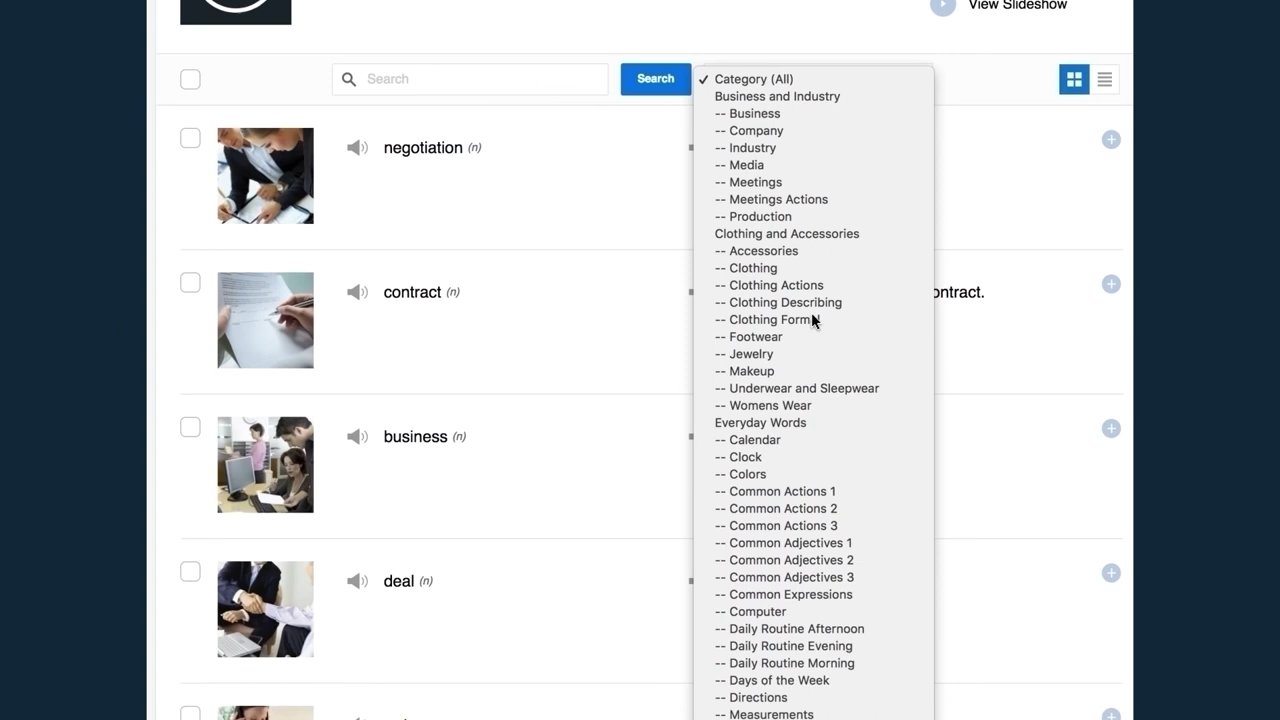 View Slideshow
Search
Search
✓ Category (All)
Business and Industry
-- Business
-- Company
-- Industry
-- Media
-- Meetings
-- Meetings Actions
-- Production
Clothing and Accessories
-- Accessories
-- Clothing
-- Clothing Actions
-- Clothing Describing
-- Clothing
-- Footwear
-- Jewelry
-- Makeup
-- Underwear and Sleepwear
-- Womens Wear
Everyday Words
-- Calendar
-- Clock
-- Colors
-- Common Actions 1
-- Common Actions 2
-- Common Actions 3
-- Common Adjectives 1
-- Common Adjectives 2
-- Common Adjectives 3
-- Common Expressions
-- Computer
-- Daily Routine Afternoon
-- Daily Routine Evening
-- Daily Routine Morning
-- Days of the Week
-- Directions
-- Measurements
negotiation (n)
contract (n)
ontract.
business (n)
deal (n)